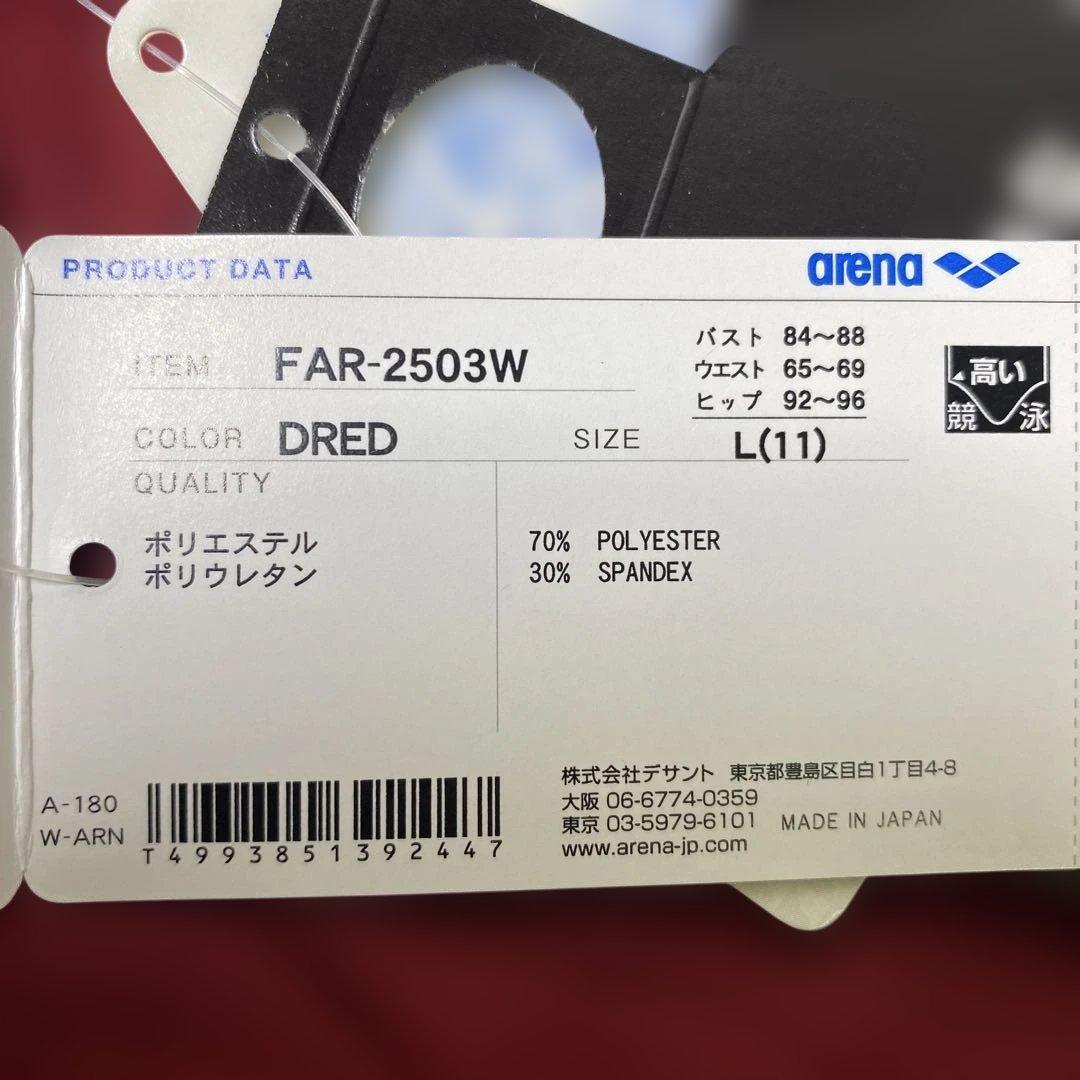 PRODUCT DATA
arena
ITEM FAR-2503W
バスト 84～88
ウエスト 65～69
ヒップ 92～96
高い
競 泳
COLOR DRED
SIZE L(11)
QUALITY
ポリエステル 70% POLYESTER
ポリウレタン 30% SPANDEX
A-180
W-ARN
T4993851392447
株式会社デサント 東京都豊島区目白1丁目4-8
大阪 06-6774-0359
東京 03-5979-6101 MADE IN JAPAN
www.arena-jp.com